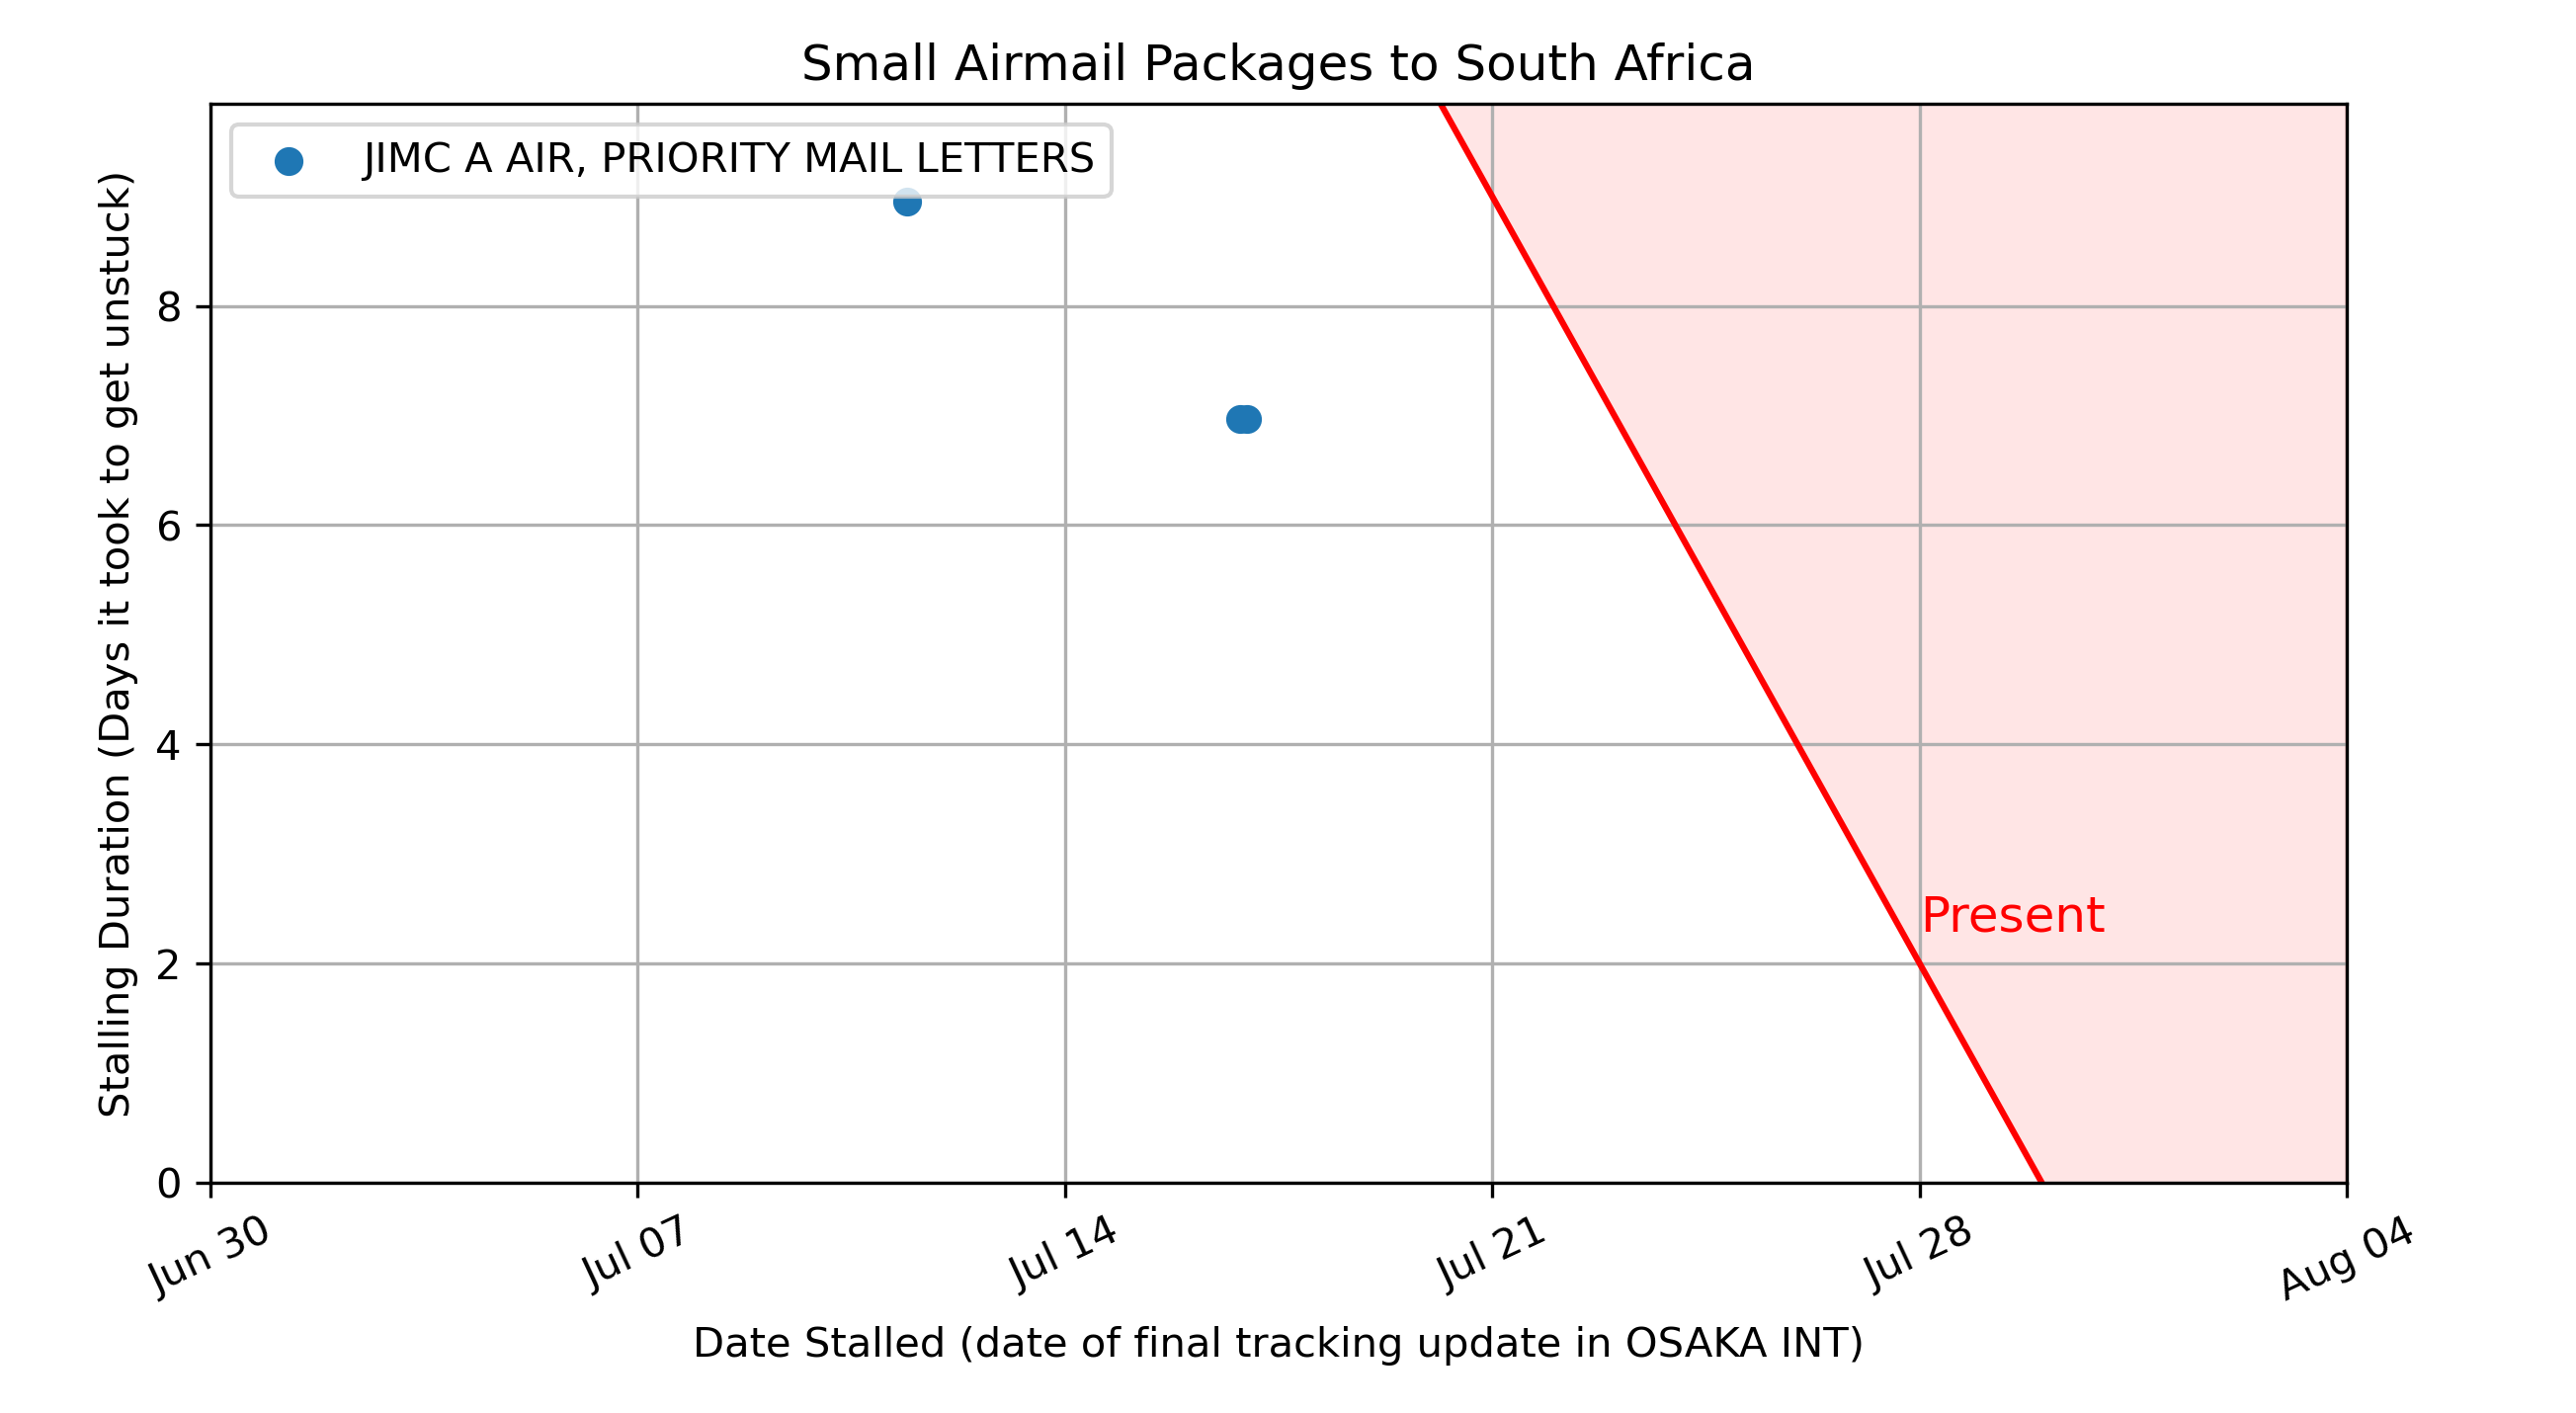 Small Airmail Packages to South Africa
JIMC A AIR, PRIORITY MAIL LETTERS
Stalling Duration (Days it took to get unstuck)
8
6
4
2
0
Present
Jun 30
Jul 07
Jul 14
Jul 21
Jul 28
Aug 04
Date Stalled (date of final tracking update in OSAKA INT)